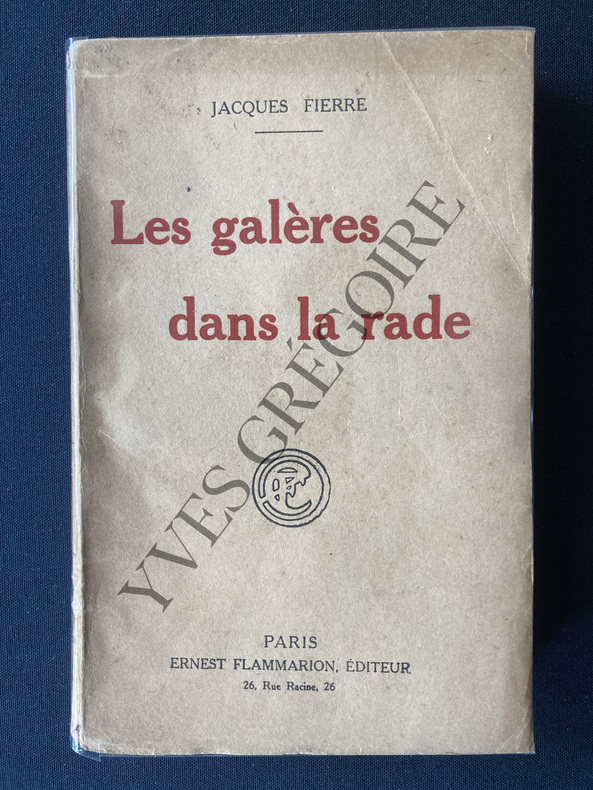 JACQUES FIERRE
Les galères
dans la rade
YVES GRÉGOIRE
PARIS
ERNEST FLAMMARION, ÉDITEUR
26, Rue Racine, 26